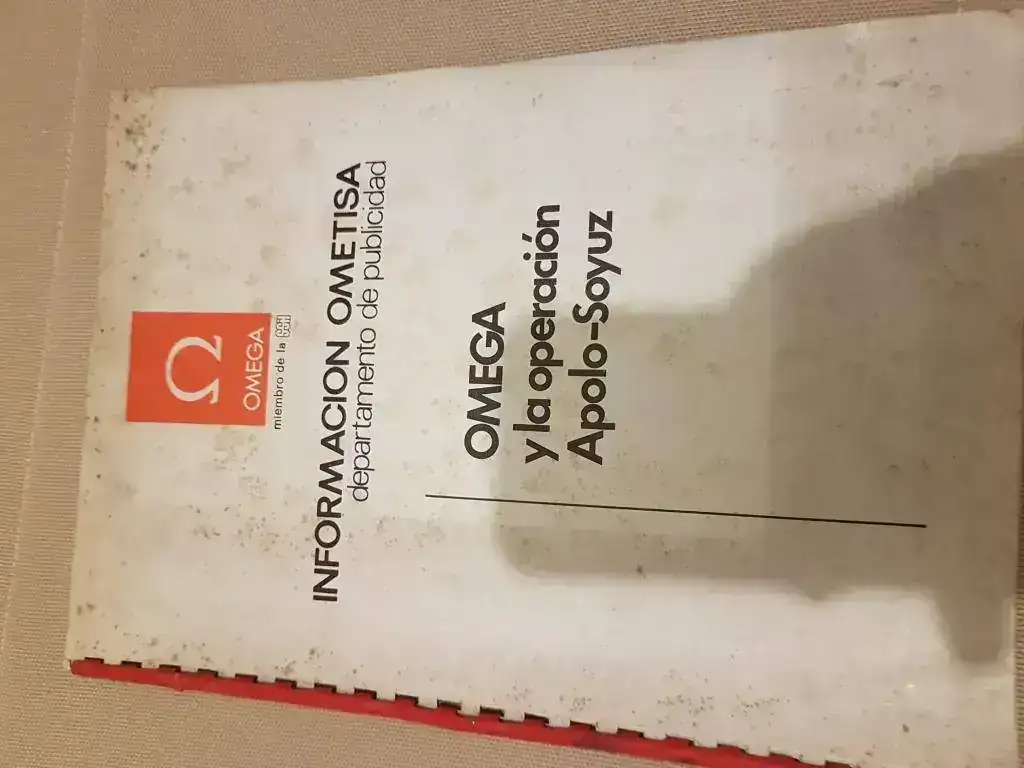 Ω
OMEGA
miembro de la
INFORMACION OMETISA
departamento de publicidad
OMEGA
y la operación
Apolo-Soyuz